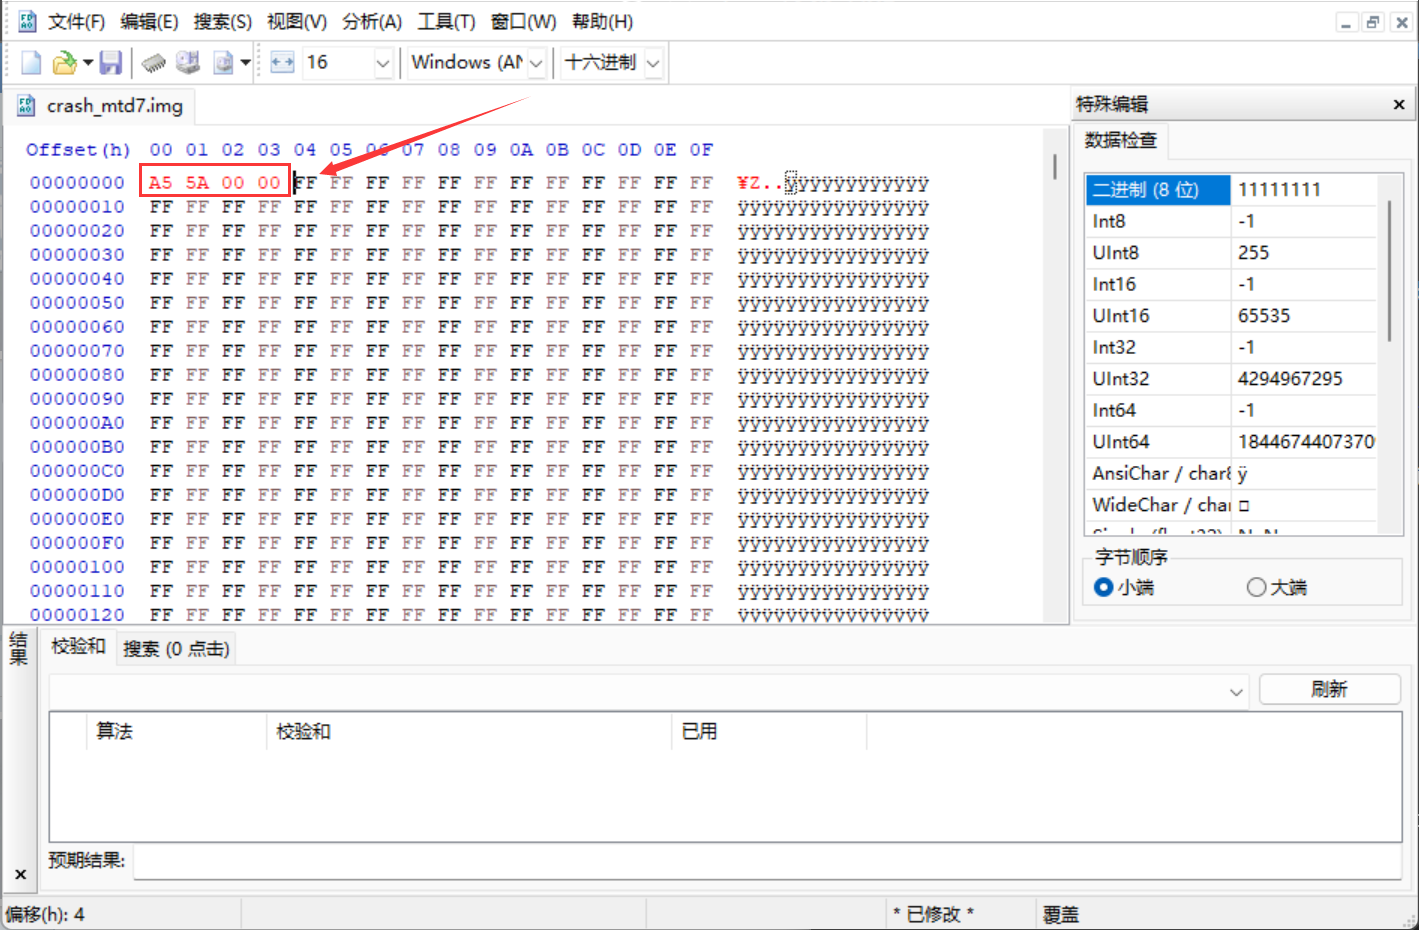 文件(F) 编辑(E) 搜索(S) 视图(V) 分析(A) 工具(T) 窗口(W) 帮助(H)
16 Windows (AN 十六进制
crash_mtd7.img
Offset(h) 00 01 02 03 04 05 06 07 08 09 0A 0B 0C 0D 0E 0F
00000000 A5 5A 00 00 FF FF FF FF FF FF FF FF FF FF FF FF ¥Z..ÿÿÿÿÿÿÿÿÿÿÿÿ
00000010 FF FF FF FF FF FF FF FF FF FF FF FF FF FF FF FF ÿÿÿÿÿÿÿÿÿÿÿÿÿÿÿÿ
00000020 FF FF FF FF FF FF FF FF FF FF FF FF FF FF FF FF ÿÿÿÿÿÿÿÿÿÿÿÿÿÿÿÿ
00000030 FF FF FF FF FF FF FF FF FF FF FF FF FF FF FF FF ÿÿÿÿÿÿÿÿÿÿÿÿÿÿÿÿ
00000040 FF FF FF FF FF FF FF FF FF FF FF FF FF FF FF FF ÿÿÿÿÿÿÿÿÿÿÿÿÿÿÿÿ
00000050 FF FF FF FF FF FF FF FF FF FF FF FF FF FF FF FF ÿÿÿÿÿÿÿÿÿÿÿÿÿÿÿÿ
00000060 FF FF FF FF FF FF FF FF FF FF FF FF FF FF FF FF ÿÿÿÿÿÿÿÿÿÿÿÿÿÿÿÿ
00000070 FF FF FF FF FF FF FF FF FF FF FF FF FF FF FF FF ÿÿÿÿÿÿÿÿÿÿÿÿÿÿÿÿ
00000080 FF FF FF FF FF FF FF FF FF FF FF FF FF FF FF FF ÿÿÿÿÿÿÿÿÿÿÿÿÿÿÿÿ
00000090 FF FF FF FF FF FF FF FF FF FF FF FF FF FF FF FF ÿÿÿÿÿÿÿÿÿÿÿÿÿÿÿÿ
000000A0 FF FF FF FF FF FF FF FF FF FF FF FF FF FF FF FF ÿÿÿÿÿÿÿÿÿÿÿÿÿÿÿÿ
000000B0 FF FF FF FF FF FF FF FF FF FF FF FF FF FF FF FF ÿÿÿÿÿÿÿÿÿÿÿÿÿÿÿÿ
000000C0 FF FF FF FF FF FF FF FF FF FF FF FF FF FF FF FF ÿÿÿÿÿÿÿÿÿÿÿÿÿÿÿÿ
000000D0 FF FF FF FF FF FF FF FF FF FF FF FF FF FF FF FF ÿÿÿÿÿÿÿÿÿÿÿÿÿÿÿÿ
000000E0 FF FF FF FF FF FF FF FF FF FF FF FF FF FF FF FF ÿÿÿÿÿÿÿÿÿÿÿÿÿÿÿÿ
000000F0 FF FF FF FF FF FF FF FF FF FF FF FF FF FF FF FF ÿÿÿÿÿÿÿÿÿÿÿÿÿÿÿÿ
00000100 FF FF FF FF FF FF FF FF FF FF FF FF FF FF FF FF ÿÿÿÿÿÿÿÿÿÿÿÿÿÿÿÿ
00000110 FF FF FF FF FF FF FF FF FF FF FF FF FF FF FF FF ÿÿÿÿÿÿÿÿÿÿÿÿÿÿÿÿ
00000120 FF FF FF FF FF FF FF FF FF FF FF FF FF FF FF FF ÿÿÿÿÿÿÿÿÿÿÿÿÿÿÿÿ
特殊编辑
数据检查
二进制 (8 位) 11111111
Int8 -1
UInt8 255
Int16 -1
UInt16 65535
Int32 -1
UInt32 4294967295
Int64 -1
UInt64 1844674407370
AnsiChar / char8 ÿ
WideChar / char
字节顺序
小端 大端
结果
校验和 搜索 (0 点击)
刷新
算法 校验和 已用
预期结果:
偏移(h): 4 * 已修改 * 覆盖